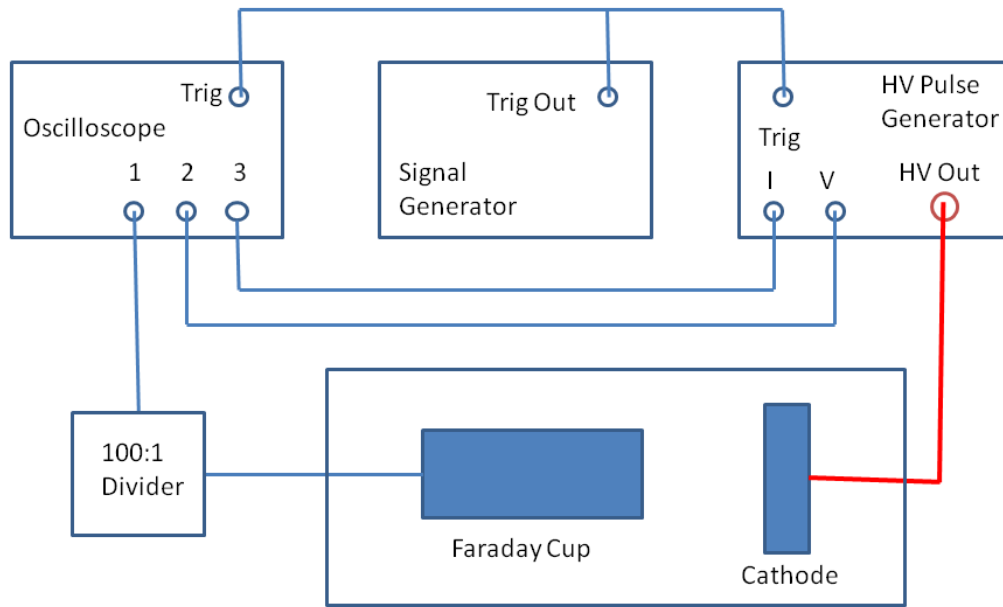 Trig
Oscilloscope
1 2 3
Trig Out
Signal
Generator
HV Pulse
Generator
Trig
I V
HV Out
100:1
Divider
Faraday Cup
Cathode